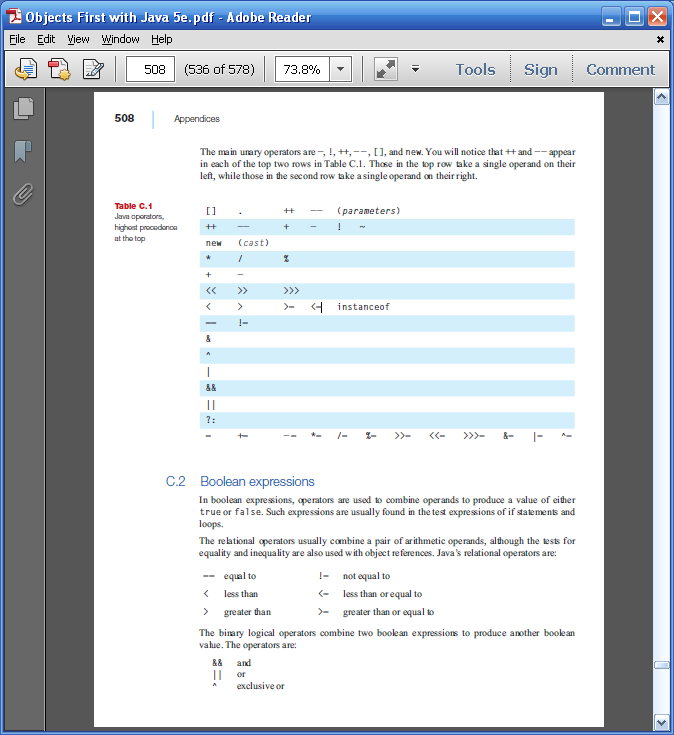 Objects First with Java 5e.pdf - Adobe Reader
File Edit View Window Help
508 (536 of 578) 73.8% Tools Sign Comment
508 Appendices
The main unary operators are −, !, ++, −−, [], and new. You will notice that ++ and −− appear
in each of the top two rows in Table C.1. Those in the top row take a single operand on their
left, while those in the second row take a single operand on their right.
Table C.1
Java operators,
highest precedence
at the top
[] . ++ −− (parameters)
++ −− + − ! ~
new (cast)
* / %
+ −
<< >> >>>
< > >− <− instanceof
−− !−
&
^
|
&&
||
?:
− +− −− *− /− %− >>− <<− >>>− &− |− ^−
C.2 Boolean expressions
In boolean expressions, operators are used to combine operands to produce a value of either
true or false. Such expressions are usually found in the test expressions of if statements and
loops.
The relational operators usually combine a pair of arithmetic operands, although the tests for
equality and inequality are also used with object references. Java's relational operators are:
−− equal to !− not equal to
< less than <− less than or equal to
> greater than >− greater than or equal to
The binary logical operators combine two boolean expressions to produce another boolean
value. The operators are:
&& and
|| or
^ exclusive or